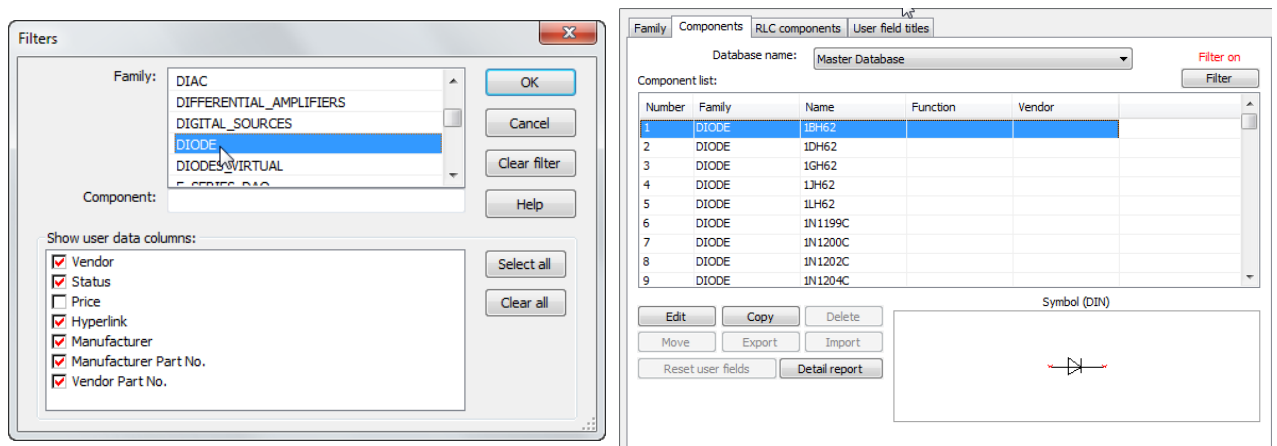 Filters
Family:
DIAC
DIFFERENTIAL_AMPLIFIERS
DIGITAL_SOURCES
DIODE
DIODES_VIRTUAL
Component:
OK
Cancel
Clear filter
Help
Show user data columns:
Vendor
Status
Price
Hyperlink
Manufacturer
Manufacturer Part No.
Vendor Part No.
Select all
Clear all
Family Components RLC components User field titles
Database name: Master Database Filter on
Component list: Filter
Number Family Name Function Vendor
1 DIODE 1BH62
2 DIODE 1DH62
3 DIODE 1GH62
4 DIODE 1JH62
5 DIODE 1LH62
6 DIODE 1N1199C
7 DIODE 1N1200C
8 DIODE 1N1202C
9 DIODE 1N1204C
Edit Copy Delete
Move Export Import
Reset user fields Detail report
Symbol (DIN)